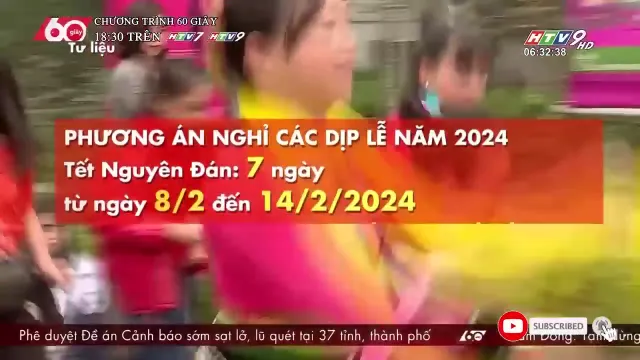 60 giây
CHƯƠNG TRÌNH 60 GIÂY
18:30 TRÊN HTV7 HTV9
Tư liệu
HTV9 HD
06:32:38
PHƯƠNG ÁN NGHỈ CÁC DỊP LỄ NĂM 2024
Tết Nguyên Đán: 7 ngày
từ ngày 8/2 đến 14/2/2024
SUBSCRIBED
Phê duyệt Đề án Cảnh báo sớm sạt lở, lũ quét tại 37 tỉnh, thành phố
60